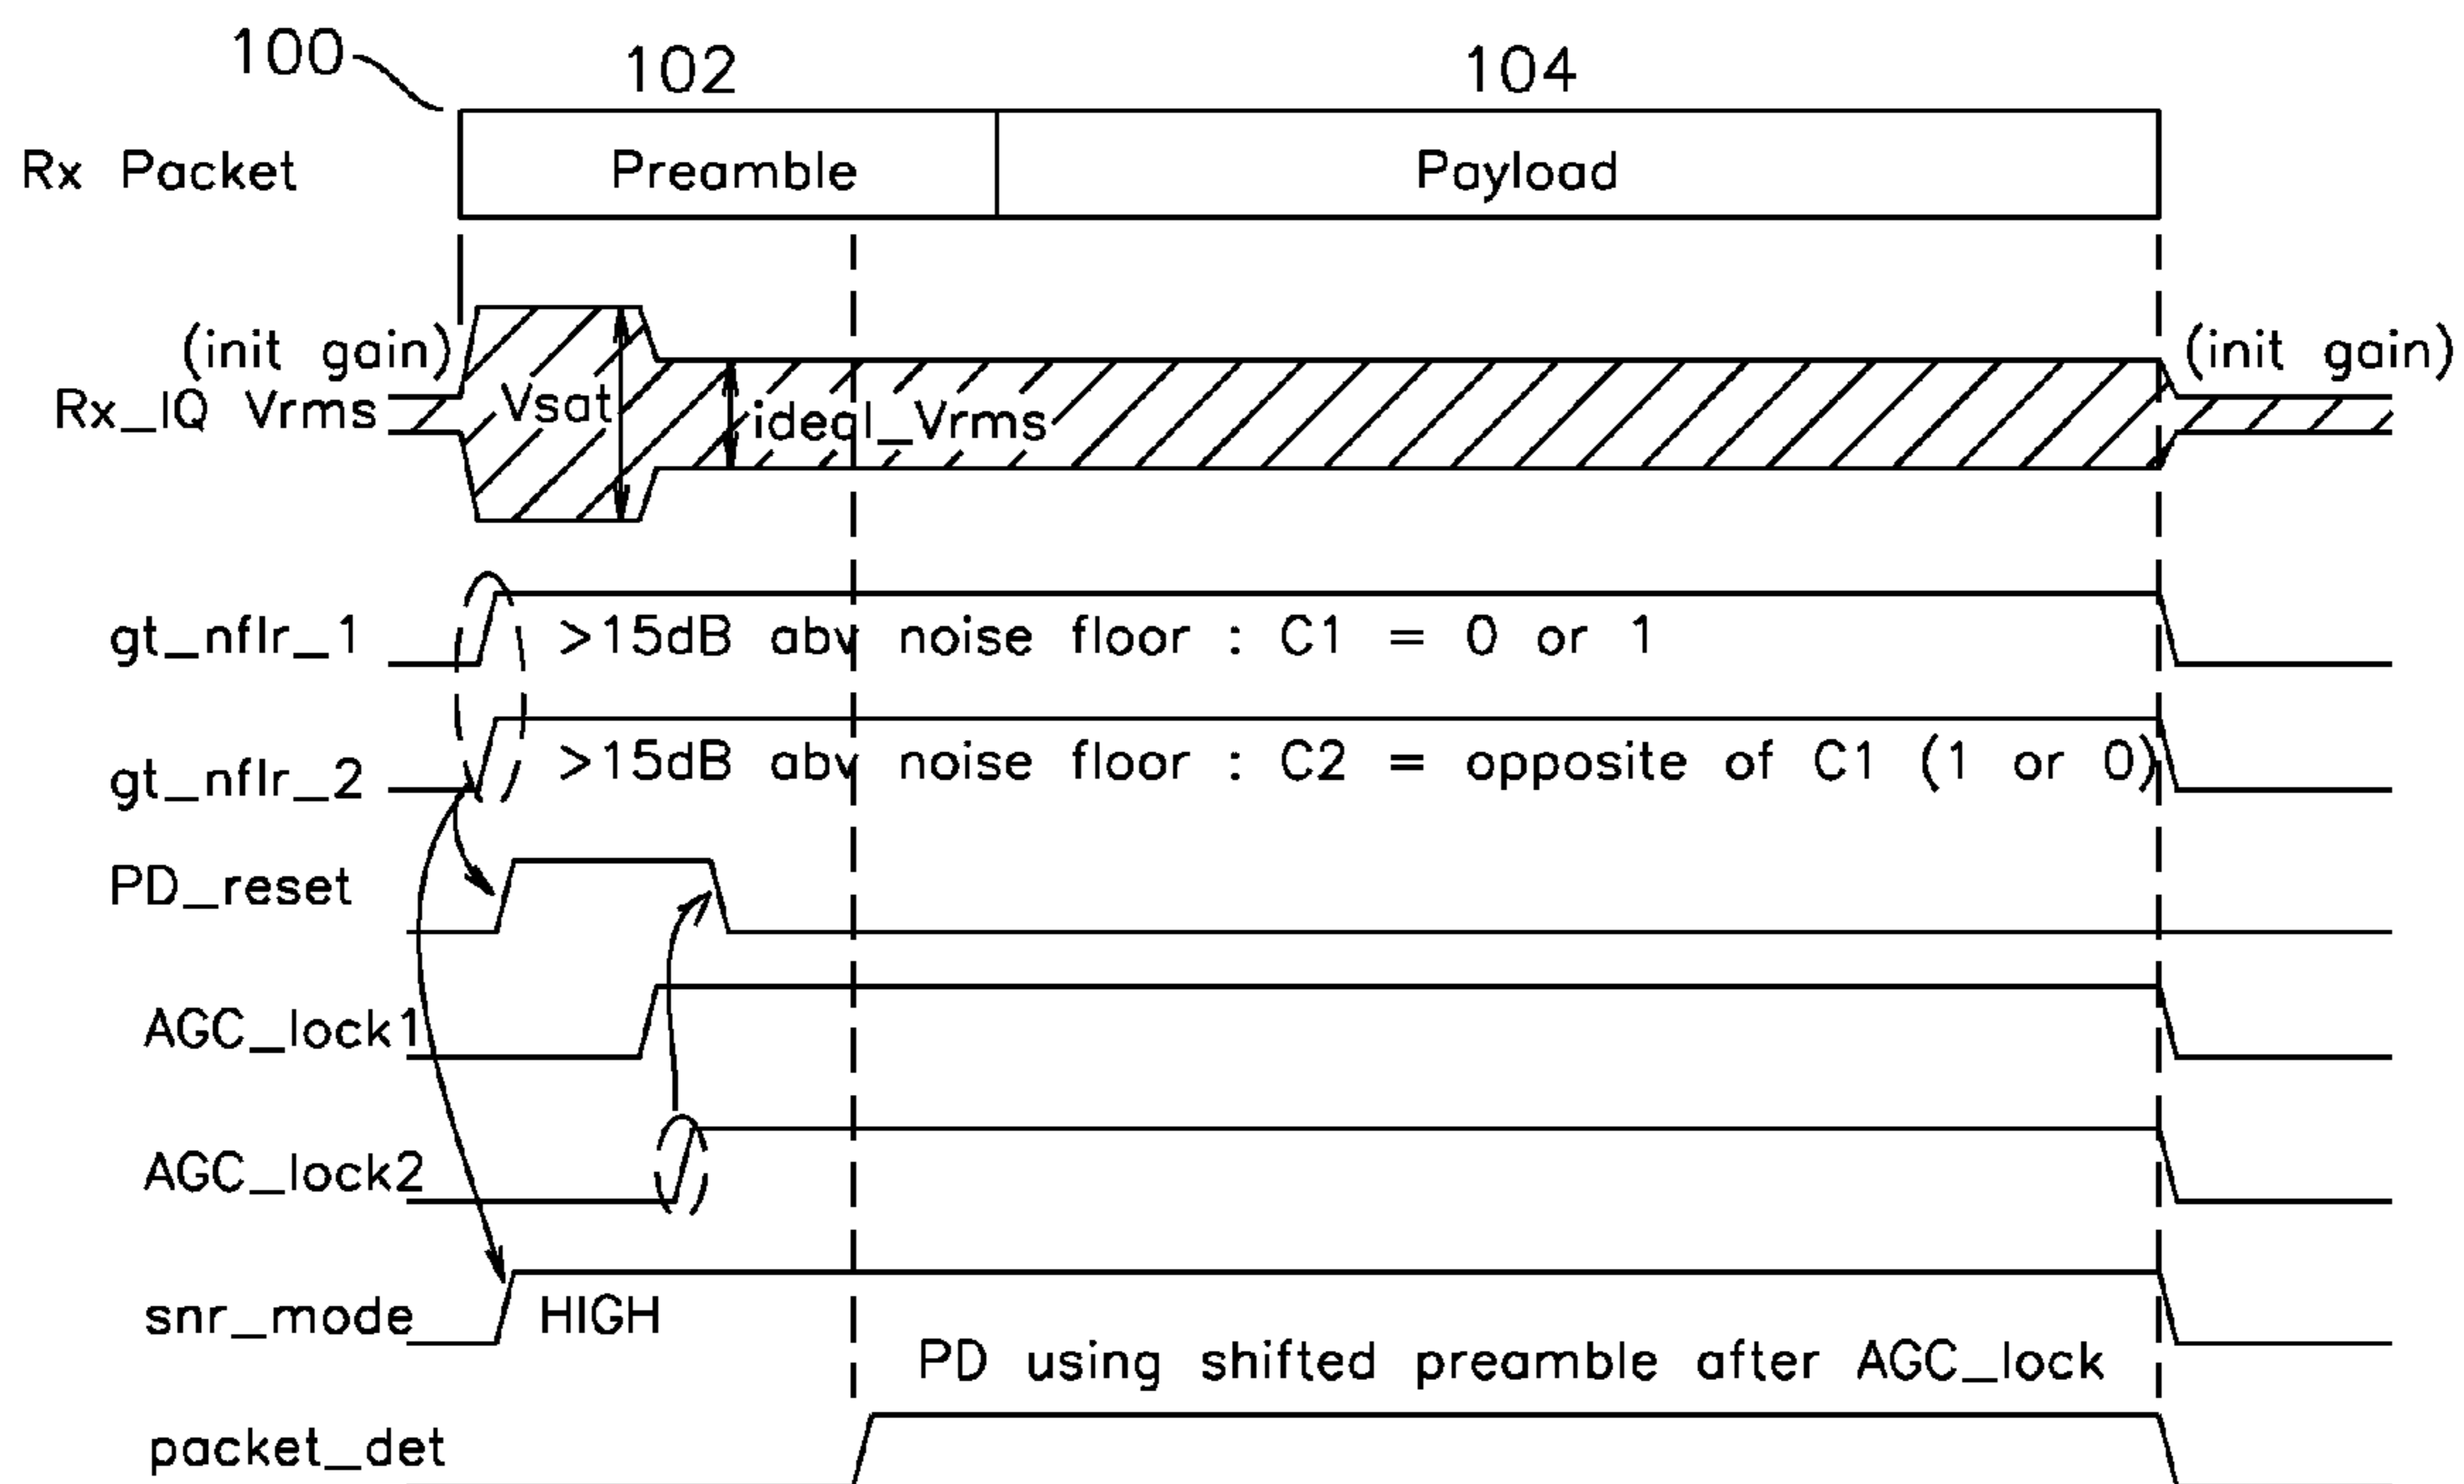 100
102
104
Rx Packet
Preamble
Payload
(init gain)
(init gain)
Rx_IQ Vrms
Vsat
ideal_Vrms
gt_nflr_1
>15dB abv noise floor : C1 = 0 or 1
gt_nflr_2
>15dB abv noise floor : C2 = opposite of C1 (1 or 0)
PD_reset
AGC_lock1
AGC_lock2
snr_mode
HIGH
PD using shifted preamble after AGC_lock
packet_det